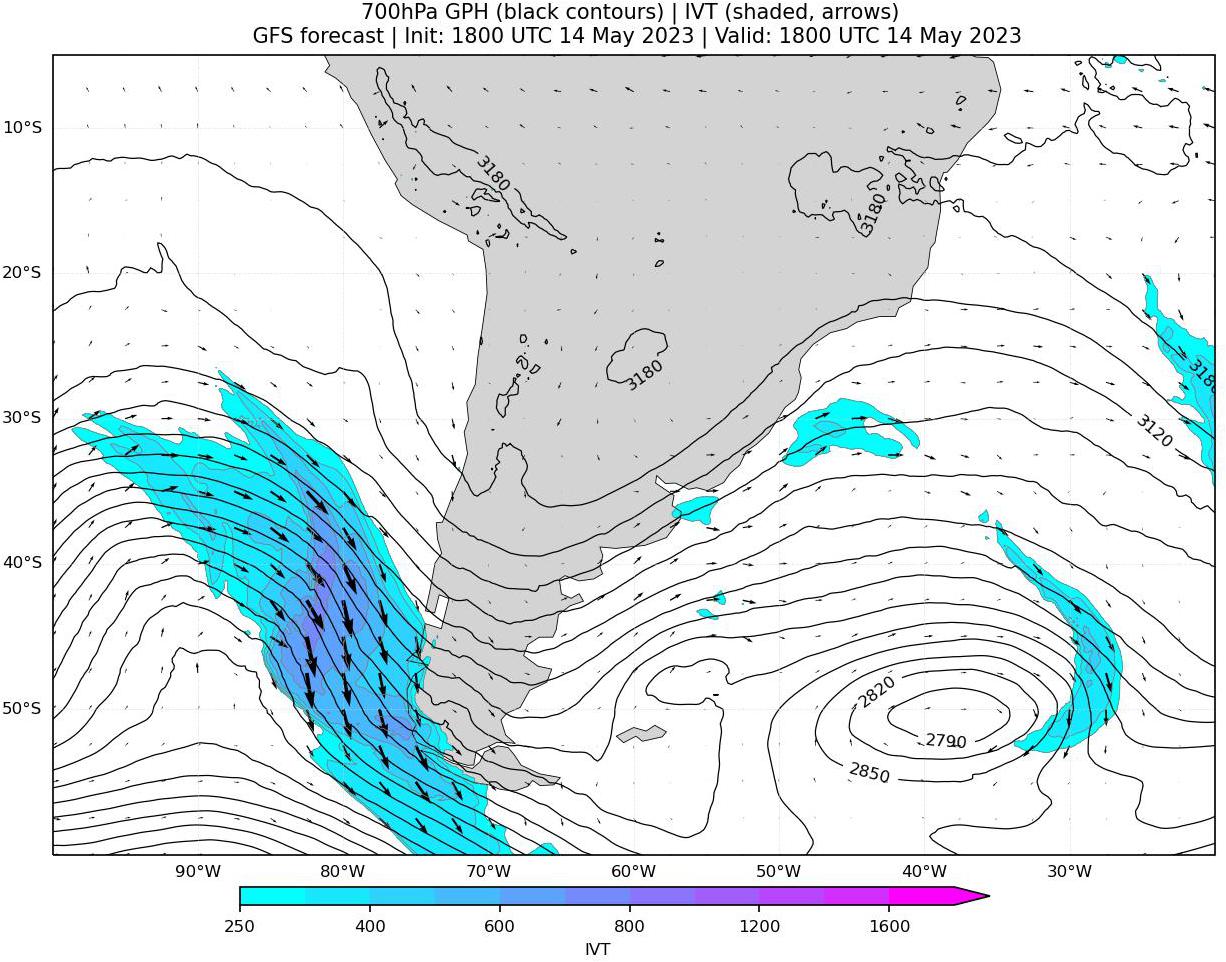 700hPa GPH (black contours) | IVT (shaded, arrows)
GFS forecast | Init: 1800 UTC 14 May 2023 | Valid: 1800 UTC 14 May 2023
10°S
3180
3180
20°S
3180
3180
30°S
3120
40°S
2820
50°S
2790
2850
90°W 80°W 70°W 60°W 50°W 40°W 30°W
250 400 600 800 1200 1600
IVT